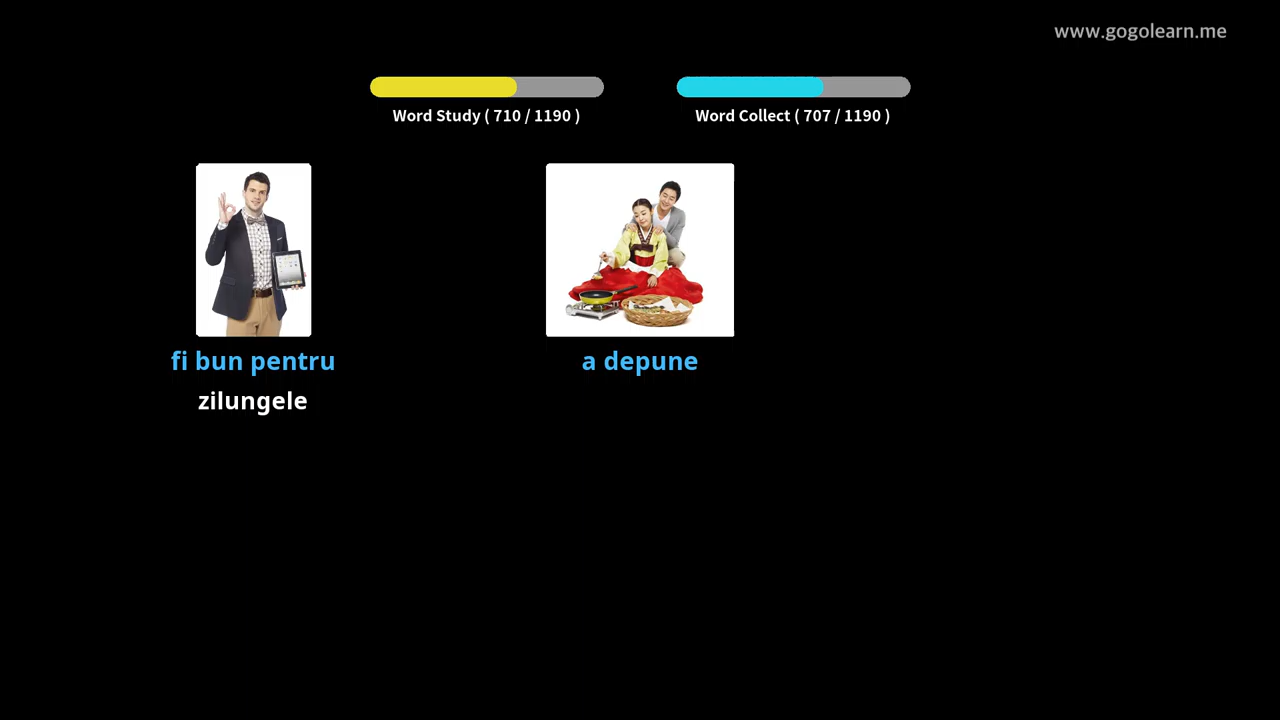 www.gogolearn.me
Word Study ( 710 / 1190 )
Word Collect ( 707 / 1190 )
fi bun pentru
zilungele
a depune